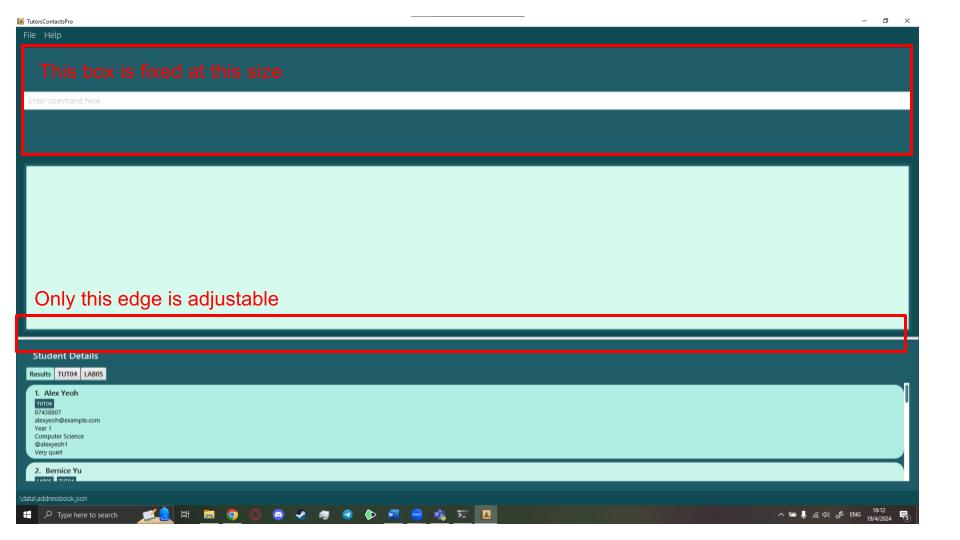 TutorsContactsPro
File Help
This box is fixed at this size
Enter command here...
Only this edge is adjustable
Student Details
Results TUT04 LAB05
1. Alex Yeoh
TUT04
87438807
alexyeoh@example.com
Year 1
Computer Science
@alexyeoh1
Very quiet
2. Bernice Yu
LAB05 TUT04
\data\addressbook.json
Type here to search
ENG
16:12
19/4/2024